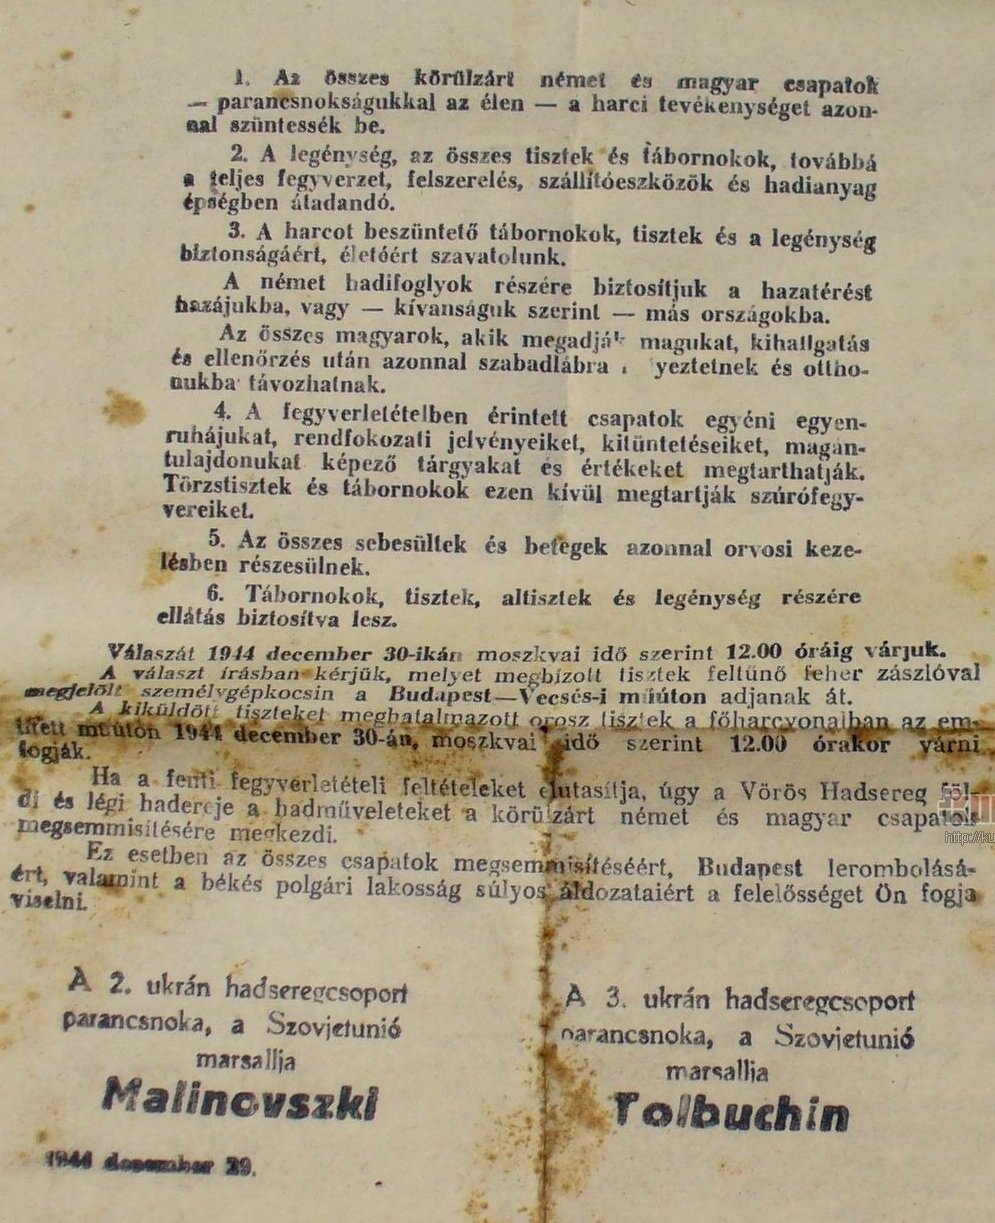 1. Az összes körülzárt német és magyar csapatok
— parancsnokságukkal az élen — a harci tevékenységet azon-
nal szüntessék be.
2. A legénység, az összes tisztek és tábornokok, továbbá
a teljes fegyverzet, felszerelés, szállítóeszközök és hadianyag
épségben átadandó.
3. A harcot beszüntető tábornokok, tisztek és a legénység
biztonságáért, életéért szavatolunk.
A német hadifoglyok részére biztosítjuk a hazatérést
hazájukba, vagy — kívanságuk szerint — más országokba.
Az összes magyarok, akik megadják magukat, kihallgatás
és ellenőrzés után azonnal szabadlábra yeztetnek és ottho-
nukba távozhatnak.
4. A fegyverletételben érintett csapatok egyéni egyen-
ruhájukat, rendfokozati jelvényeiket, kitüntetéseiket, magán-
tulajdonukat képező tárgyakat és értékeket megtarthatják.
Törzstisztek és tábornokok ezen kívül megtartják szúrófegy-
vereiket.
5. Az összes sebesültek és betegek azonnal orvosi keze-
lésben részesülnek.
6. Tábornokok, tisztek, altisztek és legénység részére
ellátás biztosítva lesz.
Válaszát 1944 december 30-ikán moszkvai idő szerint 12.00 óráig várjuk.
A választ írásban kérjük, melyet megbízott tisztek feltünő feher zászlóval
megjelölt személygépkocsin a Budapest—Vecsés-i műúton adjanak át.
A kiküldött tiszteket meghatalmazott orosz tisztek a főharcvonalban az em-
lített műúton 1944 december 30-án, moszkvai idő szerint 12.00 órakor várni
fogják.
Ha a fenti fegyverletételi feltételeket elutasítja, úgy a Vörös Hadsereg föl-
di és légi hadereje a hadműveleteket a körülzárt német és magyar csapatok
megsemmisítésére megkezdi.
Ez esetben az összes csapatok megsemmisítéséért, Budapest lerombolásá-
ért, valamint a békés polgári lakosság súlyos áldozataiért a felelősséget Ön fogja
viselni.
A 2. ukrán hadseregcsoport
parancsnoka, a Szovjetunió
marsallja
Malinovszki
A 3. ukrán hadseregcsoport
parancsnoka, a Szovjetunió
marsallja
Tolbuchin
1944 december 29.
http://ku